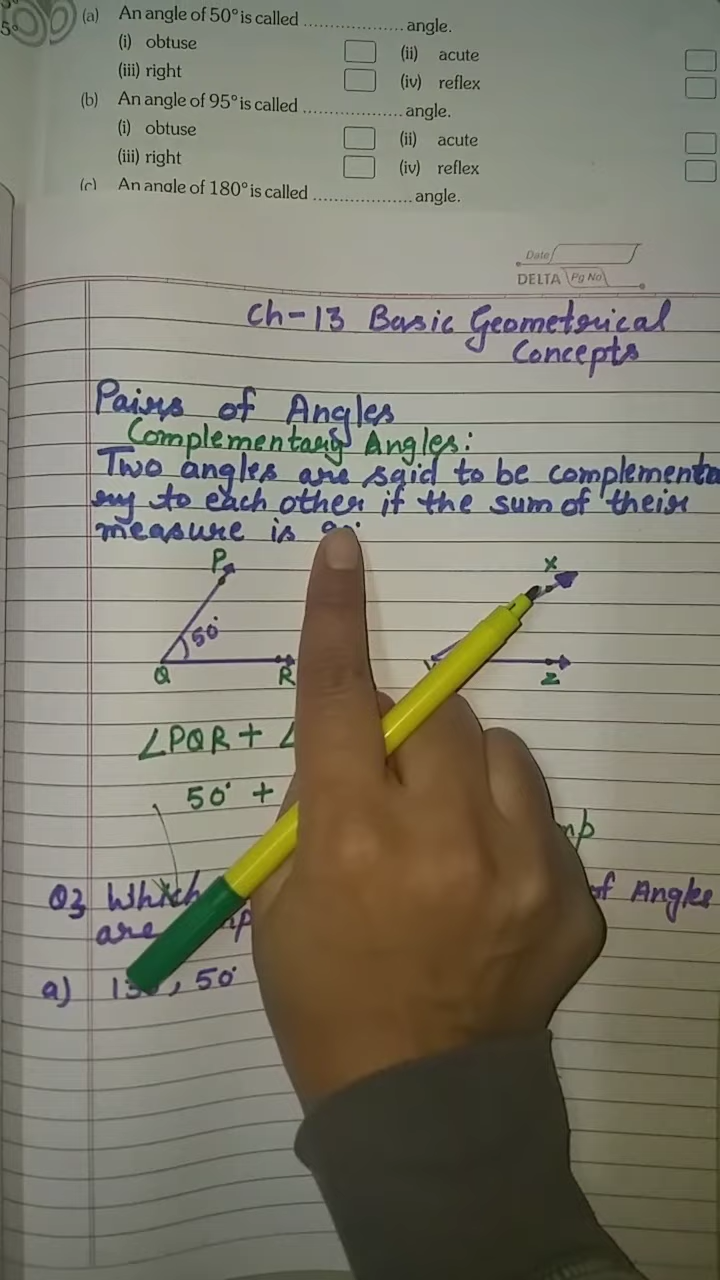 5°
(a) An angle of 50° is called .................... angle.
(i) obtuse (ii) acute
(iii) right (iv) reflex
(b) An angle of 95° is called .................... angle.
(i) obtuse (ii) acute
(iii) right (iv) reflex
(c) An angle of 180° is called .................... angle.
Date
DELTA Pg No
Ch-13 Basic Geometrical
Concepts
Pairs of Angles
Complementary Angles:
Two angles are said to be complementa
ry to each other if the sum of their
measure is
P X
50°
Q R Z
∠PQR + ∠
50° +
Q3 Which of Angles
are
a) 130°, 50°